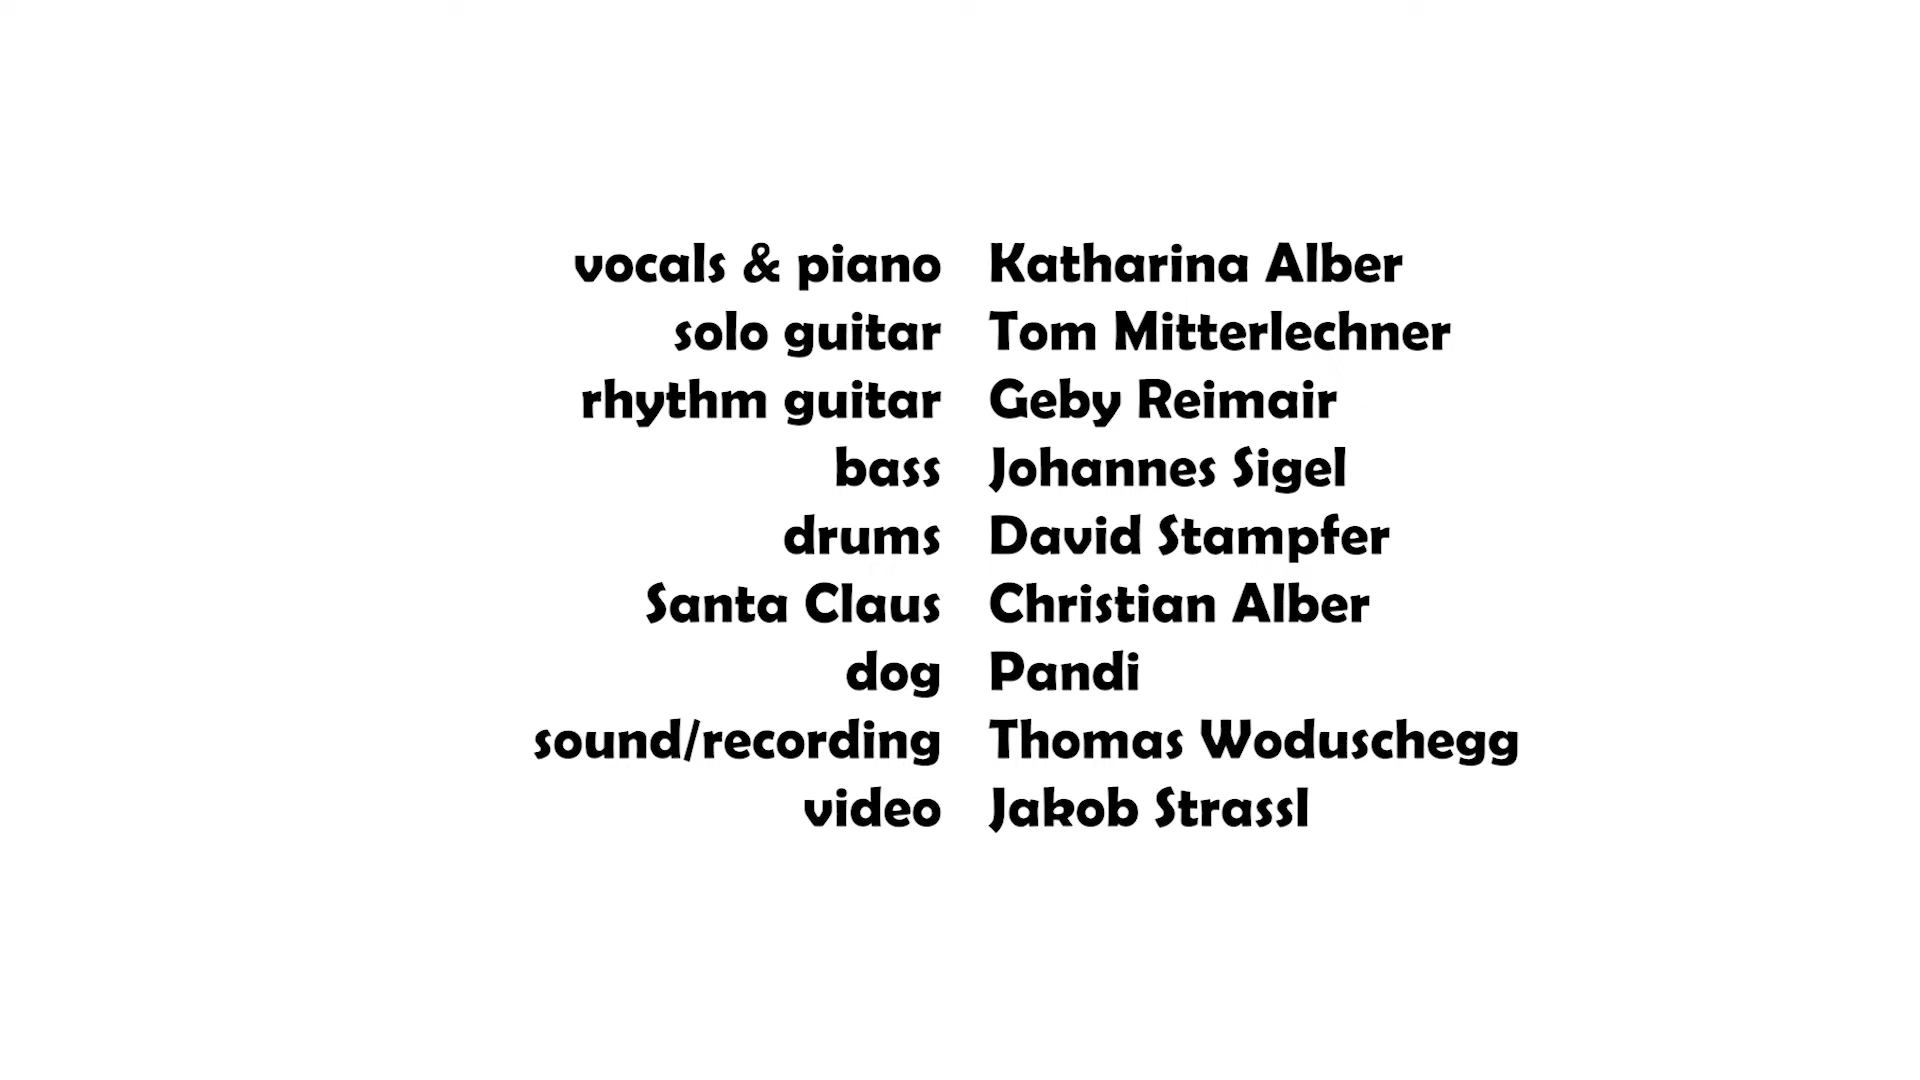 vocals & piano Katharina Alber
solo guitar Tom Mitterlechner
rhythm guitar Geby Reimair
bass Johannes Sigel
drums David Stampfer
Santa Claus Christian Alber
dog Pandi
sound/recording Thomas Woduschegg
video Jakob Strassl